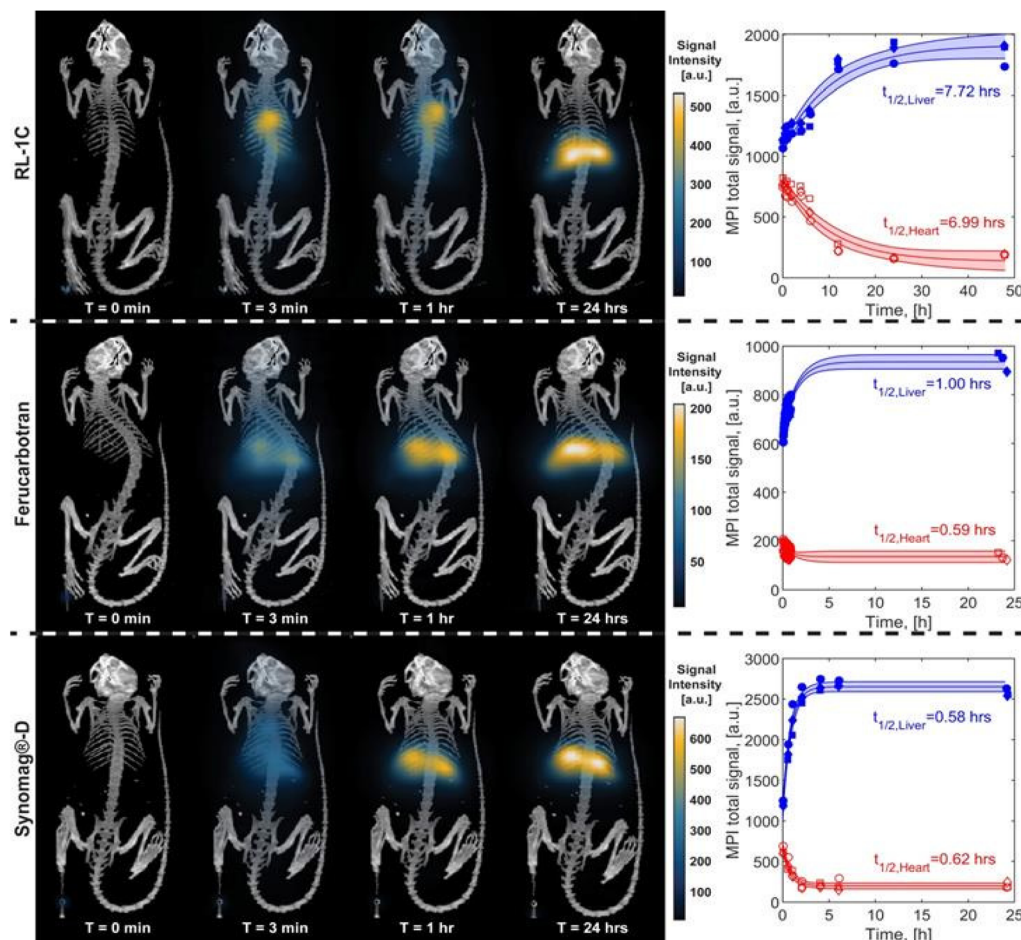 RL-1C
T = 0 min
T = 3 min
T = 1 hr
T = 24 hrs
Signal
Intensity
[a.u.]
500
400
300
200
100
MPI total signal, [a.u.]
2000
1500
1000
500
0
t1/2,Liver=7.72 hrs
t1/2,Heart=6.99 hrs
0 10 20 30 40 50
Time, [h]
Ferucarbotran
T = 0 min
T = 3 min
T = 1 hr
T = 24 hrs
Signal
Intensity
[a.u.]
200
150
100
50
MPI total signal, [a.u.]
1000
800
600
400
200
0
t1/2,Liver=1.00 hrs
t1/2,Heart=0.59 hrs
0 5 10 15 20 25
Time, [h]
Synomag®-D
T = 0 min
T = 3 min
T = 1 hr
T = 24 hrs
Signal
Intensity
[a.u.]
600
500
400
300
200
100
MPI total signal, [a.u.]
3000
2500
2000
1500
1000
500
0
t1/2,Liver=0.58 hrs
t1/2,Heart=0.62 hrs
0 5 10 15 20 25
Time, [h]